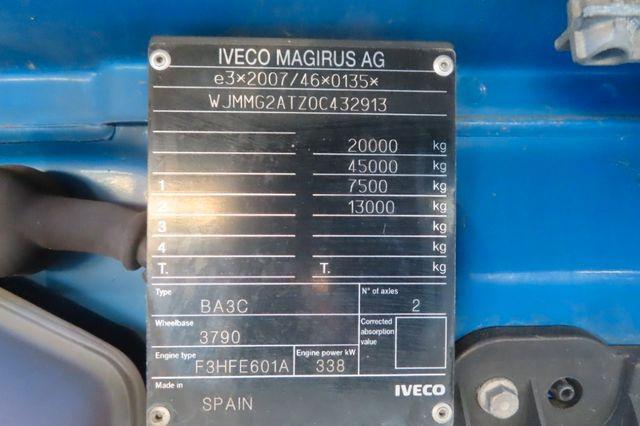 IVECO MAGIRUS AG
e3*2007/46*0135*
WJMMG2ATZ0C432913
20000 kg
45000 kg
1 7500 kg
2 13000 kg
3 kg
4 kg
T. T. kg
Type BA3C N° of axles 2
Wheelbase 3790 Corrected absorption value
Engine type F3HFE601A Engine power kW 338
Made in SPAIN IVECO